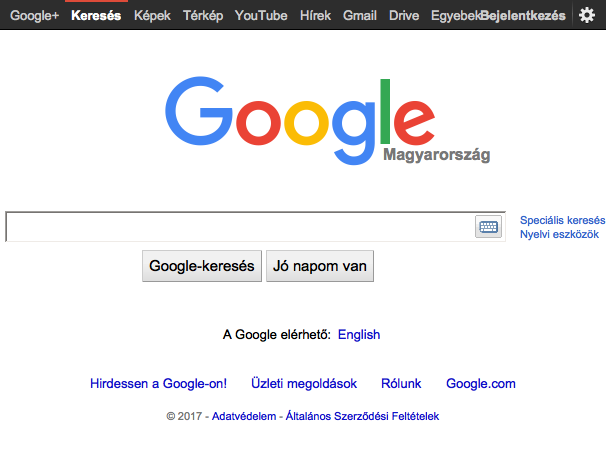 Google+ Keresés Képek Térkép YouTube Hírek Gmail Drive Egyebek Bejelentkezés
Google
Magyarország
Speciális keresés
Nyelvi eszközök
Google-keresés Jó napom van
A Google elérhető: English
Hirdessen a Google-on! Üzleti megoldások Rólunk Google.com
© 2017 - Adatvédelem - Általános Szerződési Feltételek